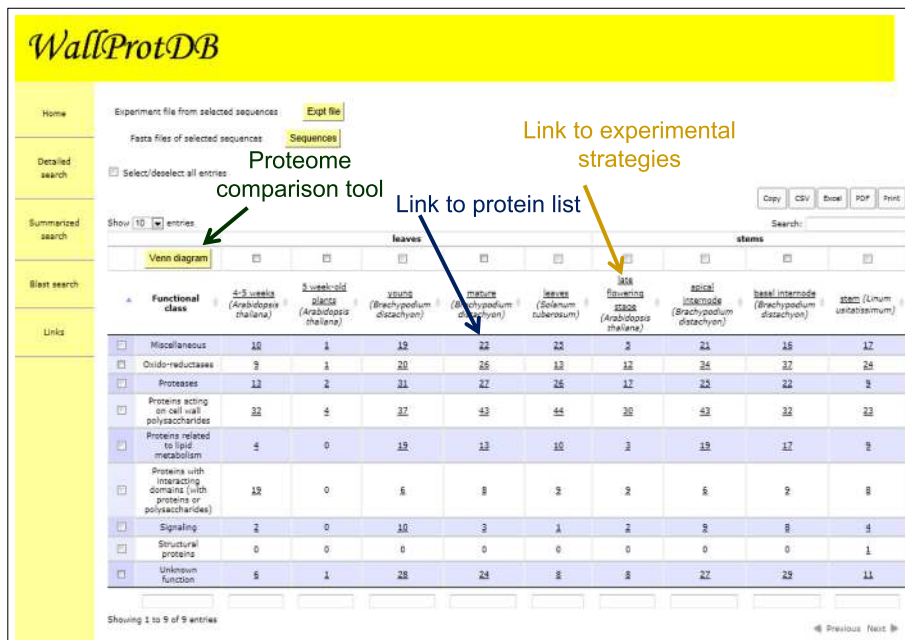 WallProtDB
Home
Detailed
search
Summarized
search
Blast search
Links
Experiment file from selected sequences Expt file
Fasta files of selected sequences Sequences
Select/deselect all entries
Proteome
comparison tool
Link to protein list
Link to experimental
strategies
Copy CSV Excel PDF Print
Show 10 entries Search:
leaves stems
Venn diagram
Functional
class
4-5 weeks
(Arabidopsis
thaliana)
5 week-old
plants
(Arabidopsis
thaliana)
young
(Brachypodium
distachyon)
mature
(Brachypodium
distachyon)
leaves
(Solanum
tuberosum)
late
flowering
stage
(Arabidopsis
thaliana)
apical
internode
(Brachypodium
distachyon)
basal internode
(Brachypodium
distachyon)
stem (Linum
usitatissimum)
Miscellaneous 10 1 19 22 25 5 21 16 17
Oxido-reductases 9 1 20 26 13 12 34 37 24
Proteases 13 2 31 27 26 17 25 22 9
Proteins acting
on cell wall
polysaccharides
32 4 37 43 44 30 43 32 23
Proteins related
to lipid
metabolism
4 0 19 13 10 3 19 17 9
Proteins with
interacting
domains (with
proteins or
polysaccharides)
19 0 6 8 9 9 6 9 8
Signaling 2 0 10 3 1 2 9 8 4
Structural
proteins
0 0 0 0 0 0 0 0 1
Unknown
function
6 1 28 24 8 8 27 29 11
Showing 1 to 9 of 9 entries
Previous Next